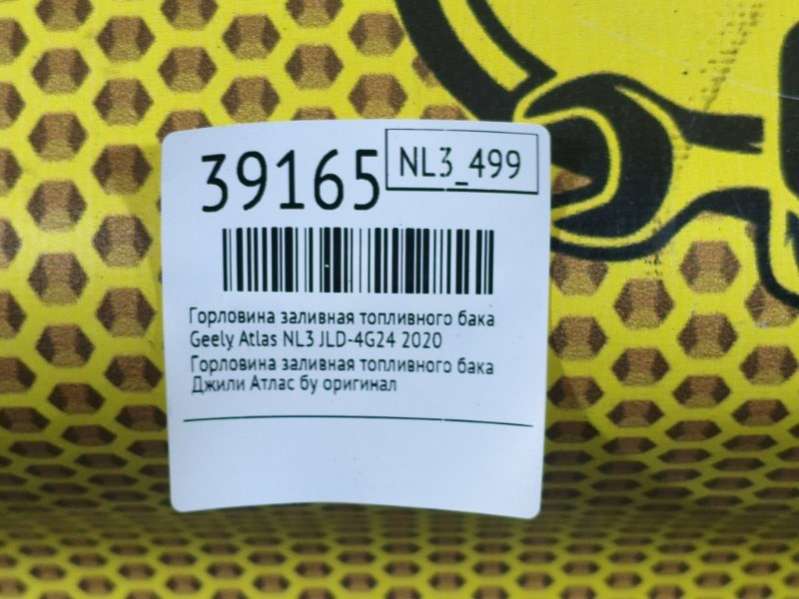 39165
NL3_499
Горловина заливная топливного бака
Geely Atlas NL3 JLD-4G24 2020
Горловина заливная топливного бака
Джили Атлас бу оригинал